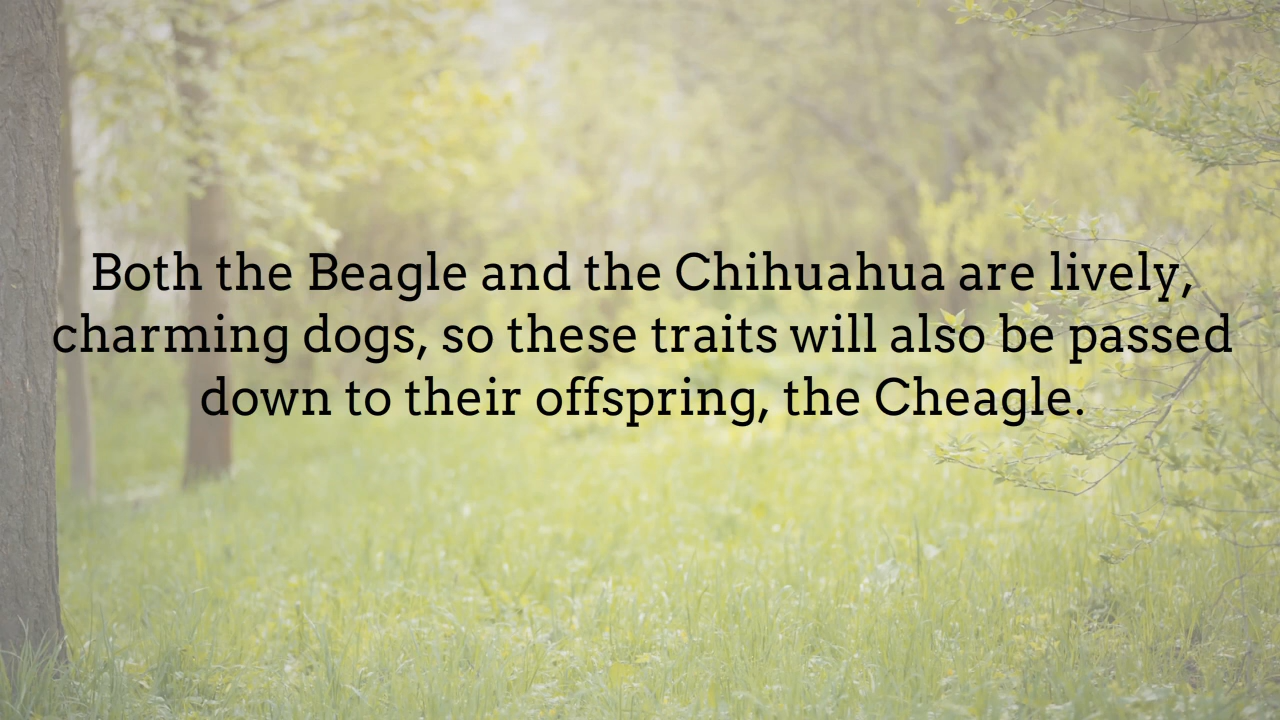 Both the Beagle and the Chihuahua are lively,
charming dogs, so these traits will also be passed
down to their offspring, the Cheagle.